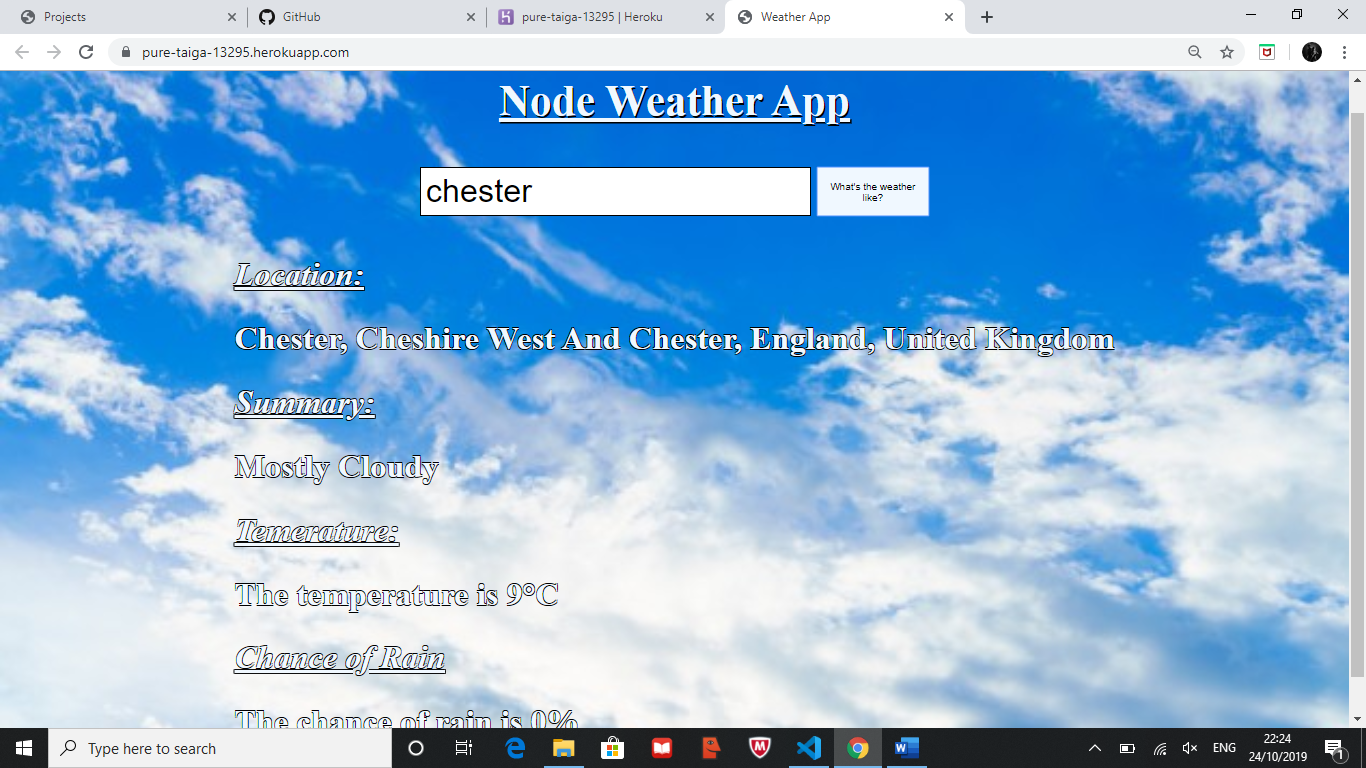 Projects
GitHub
pure-taiga-13295 | Heroku
Weather App
pure-taiga-13295.herokuapp.com
Node Weather App
chester
What's the weather
like?
Location:
Chester, Cheshire West And Chester, England, United Kingdom
Summary:
Mostly Cloudy
Temerature:
The temperature is 9°C
Chance of Rain
The chance of rain is 0%
Type here to search
ENG
22:24
24/10/2019
1